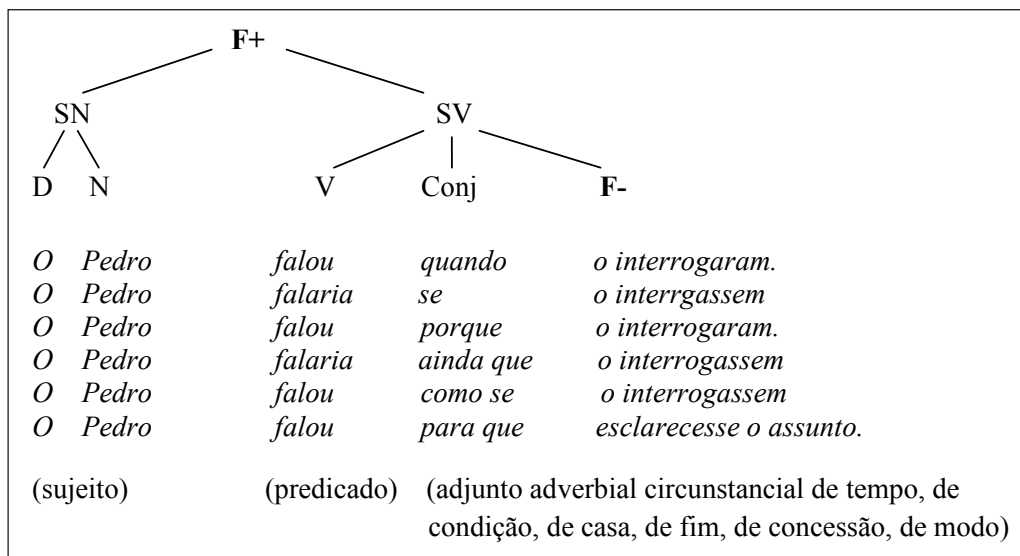 F+
SN SV
D N V Conj F-
O Pedro falou quando o interrogaram.
O Pedro falaria se o interrgassem
O Pedro falou porque o interrogaram.
O Pedro falaria ainda que o interrogassem
O Pedro falou como se o interrogassem
O Pedro falou para que esclarecesse o assunto.
(sujeito) (predicado) (adjunto adverbial circunstancial de tempo, de
condição, de casa, de fim, de concessão, de modo)